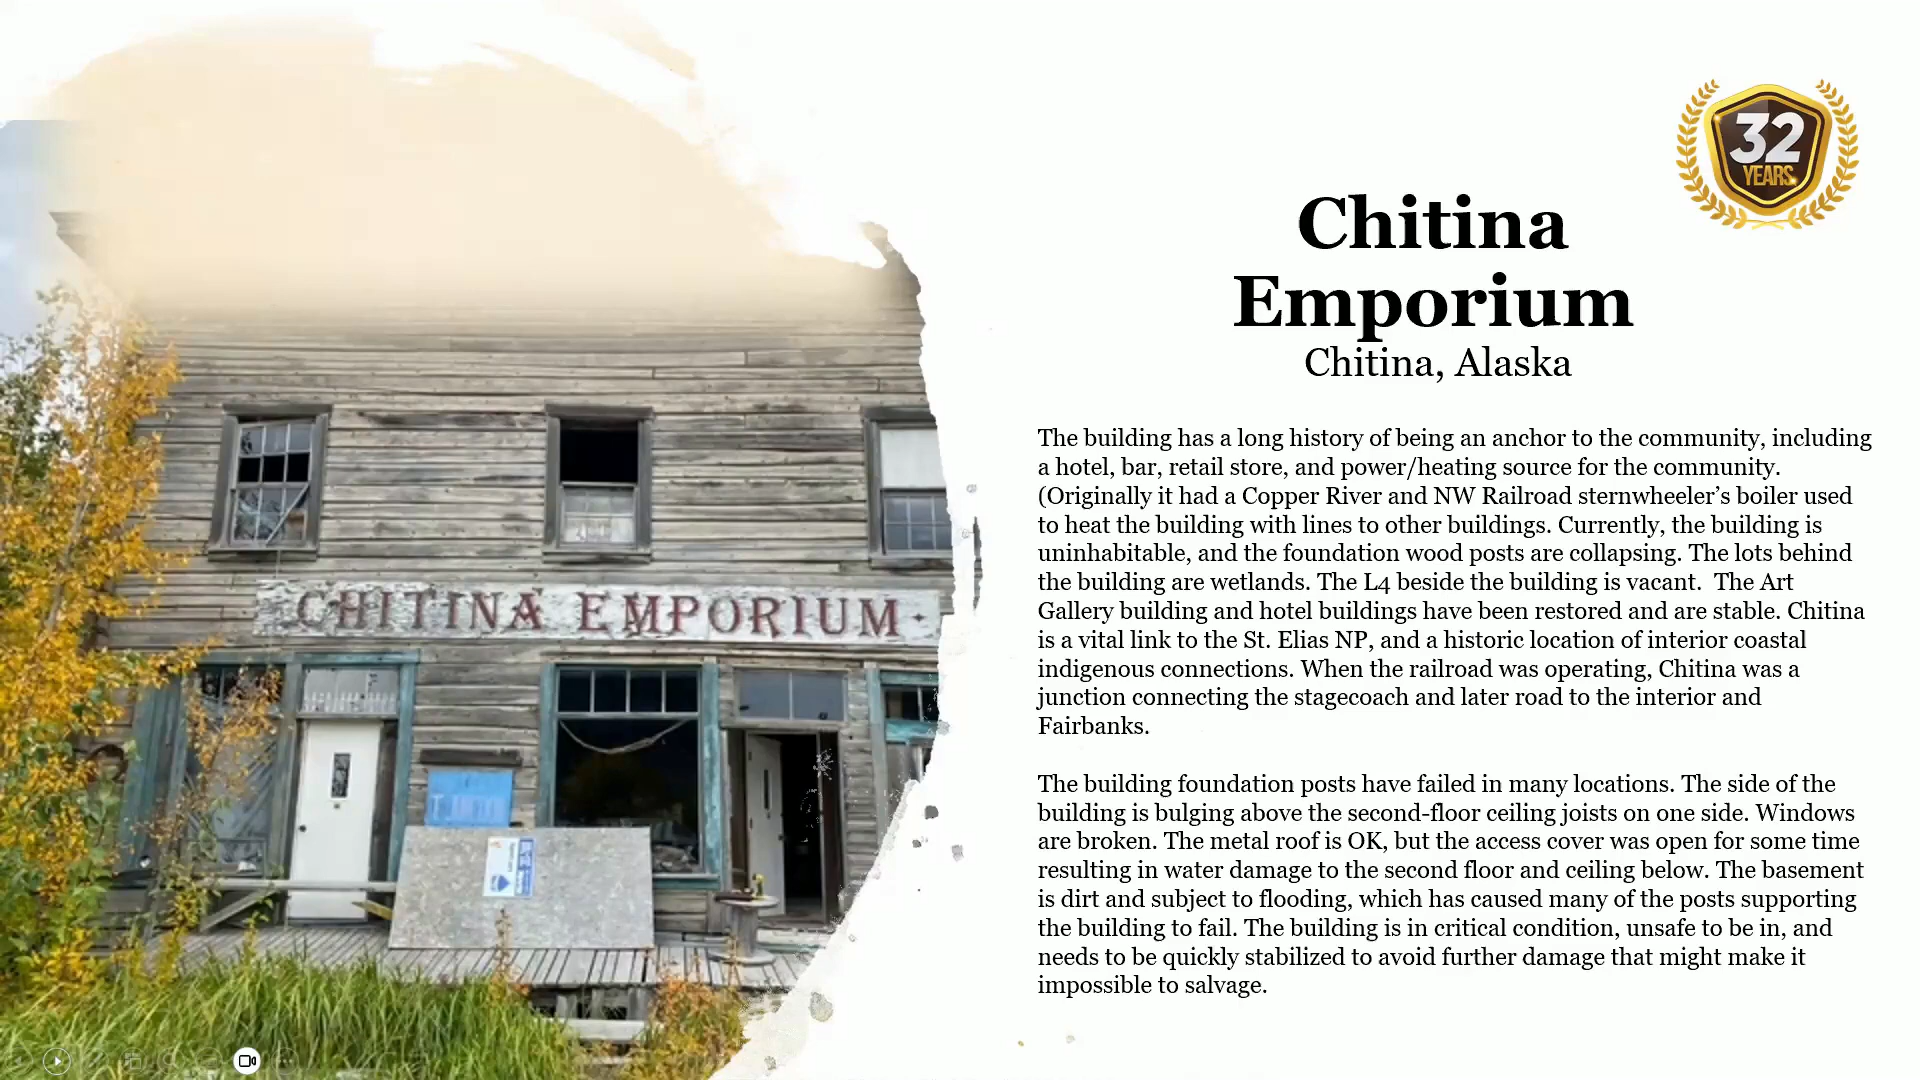 32
YEARS
Chitina
Emporium
Chitina, Alaska
The building has a long history of being an anchor to the community, including
a hotel, bar, retail store, and power/heating source for the community.
(Originally it had a Copper River and NW Railroad sternwheeler’s boiler used
to heat the building with lines to other buildings. Currently, the building is
uninhabitable, and the foundation wood posts are collapsing. The lots behind
the building are wetlands. The L4 beside the building is vacant.  The Art
Gallery building and hotel buildings have been restored and are stable. Chitina
is a vital link to the St. Elias NP, and a historic location of interior coastal
indigenous connections. When the railroad was operating, Chitina was a
junction connecting the stagecoach and later road to the interior and
Fairbanks.
The building foundation posts have failed in many locations. The side of the
building is bulging above the second-floor ceiling joists on one side. Windows
are broken. The metal roof is OK, but the access cover was open for some time
resulting in water damage to the second floor and ceiling below. The basement
is dirt and subject to flooding, which has caused many of the posts supporting
the building to fail. The building is in critical condition, unsafe to be in, and
needs to be quickly stabilized to avoid further damage that might make it
impossible to salvage.
CHITINA EMPORIUM